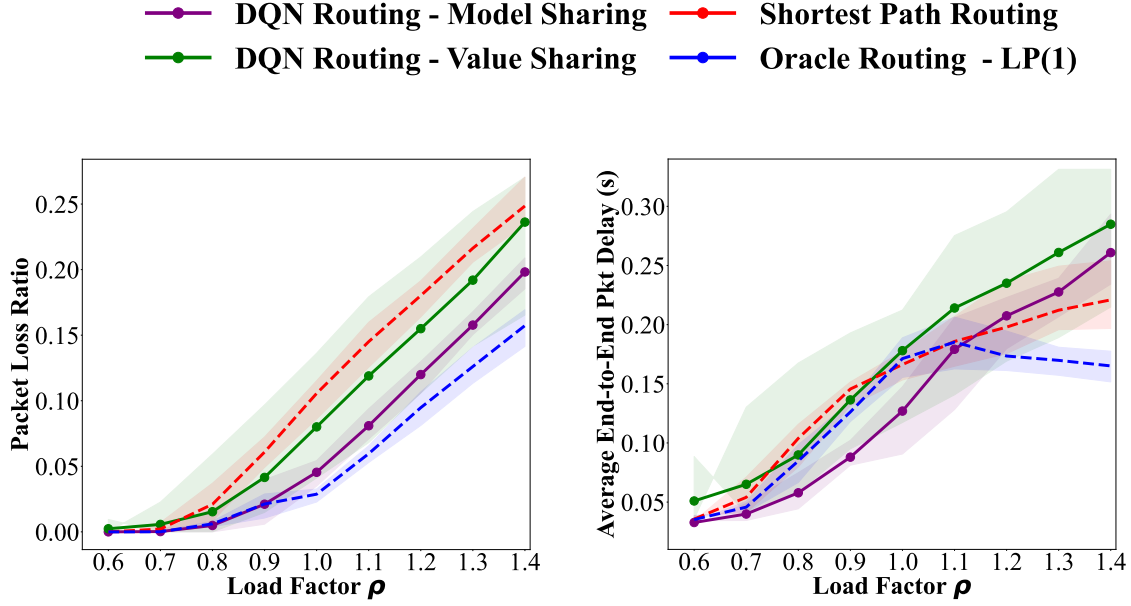 DQN Routing - Model Sharing
Shortest Path Routing
DQN Routing - Value Sharing
Oracle Routing - LP(1)
Packet Loss Ratio
0.25
0.20
0.15
0.10
0.05
0.00
0.6 0.7 0.8 0.9 1.0 1.1 1.2 1.3 1.4
Load Factor ρ
Average End-to-End Pkt Delay (s)
0.30
0.25
0.20
0.15
0.10
0.05
0.6 0.7 0.8 0.9 1.0 1.1 1.2 1.3 1.4
Load Factor ρ